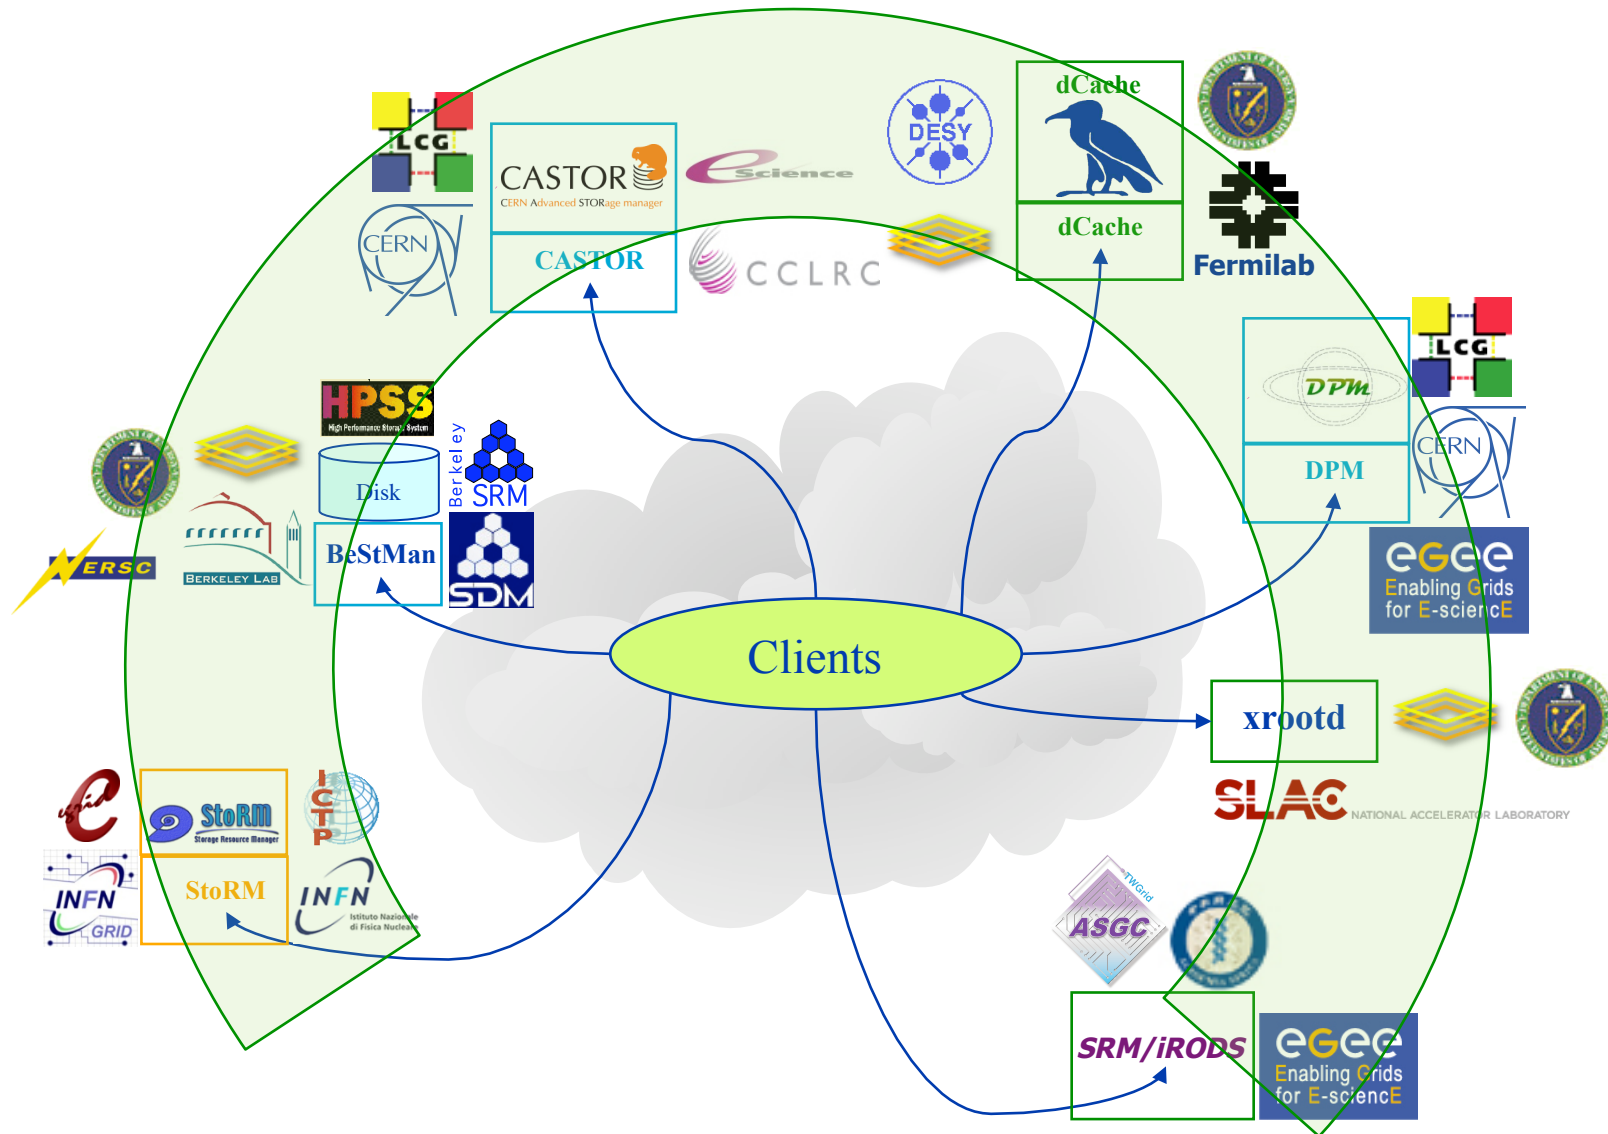 LCG
CERN
CASTOR
CERN Advanced STORage manager
CASTOR
e-Science
CCLRC
DESY
dCache
dCache
Fermilab
DPM
DPM
LCG
CERN
eGee
Enabling Grids
for E-sciencE
HPSS
High Performance Storage System
Disk
Berkeley
SRM
BeStMan
SDM
NERSC
BERKELEY LAB
Clients
xrootd
SLAC
NATIONAL ACCELERATOR LABORATORY
egrid
StoRM
Storage Resource Manager
StoRM
ICTP
INFN
GRID
INFN
Istituto Nazionale
di Fisica Nucleare
TWGrid
ASGC
SRM/iRODS
eGee
Enabling Grids
for E-sciencE